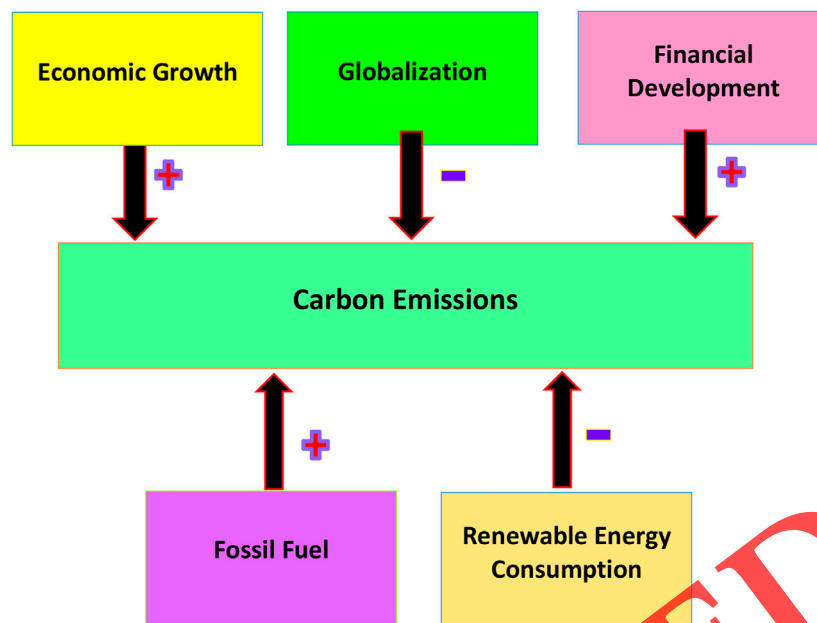 Economic Growth
Globalization
Financial
Development
+
-
+
Carbon Emissions
+
-
Fossil Fuel
Renewable Energy
Consumption